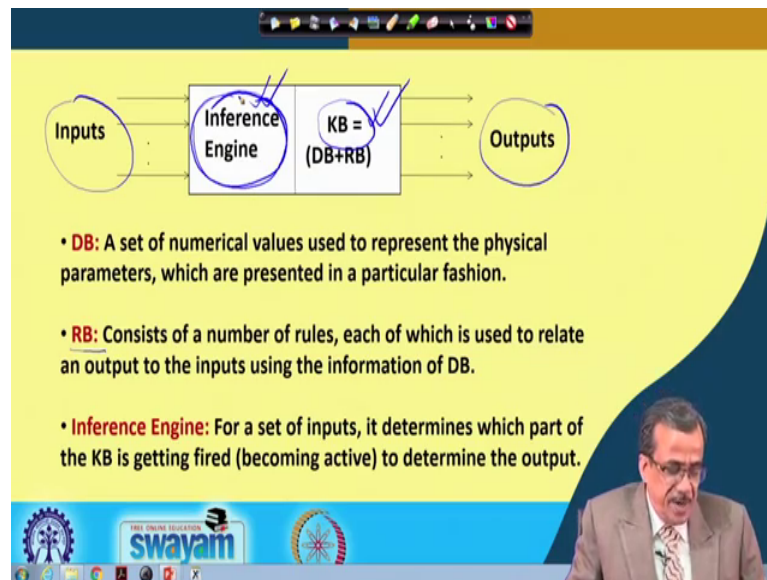 Inputs
Inference
Engine
KB =
(DB+RB)
Outputs
• DB: A set of numerical values used to represent the physical
parameters, which are presented in a particular fashion.
• RB: Consists of a number of rules, each of which is used to relate
an output to the inputs using the information of DB.
• Inference Engine: For a set of inputs, it determines which part of
the KB is getting fired (becoming active) to determine the output.
FREE ONLINE EDUCATION
swayam